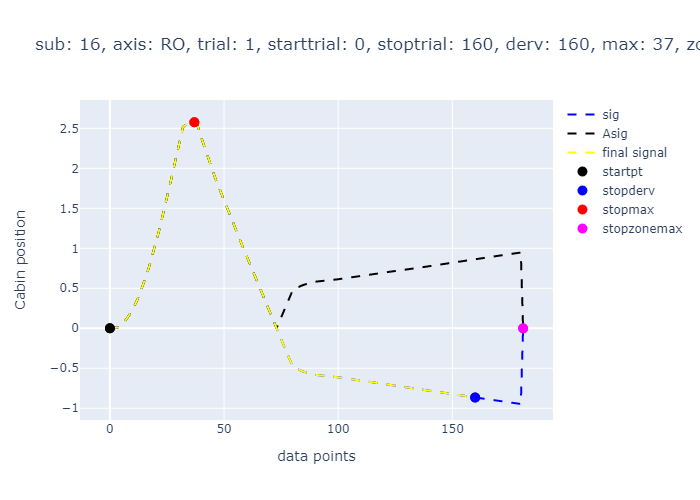 sub: 16, axis: RO, trial: 1, starttrial: 0, stoptrial: 160, derv: 160, max: 37, zo
sig
Asig
final signal
startpt
stopderv
stopmax
stopzonemax
2.5
2
1.5
1
0.5
0
−0.5
−1
Cabin position
0
50
100
150
data points